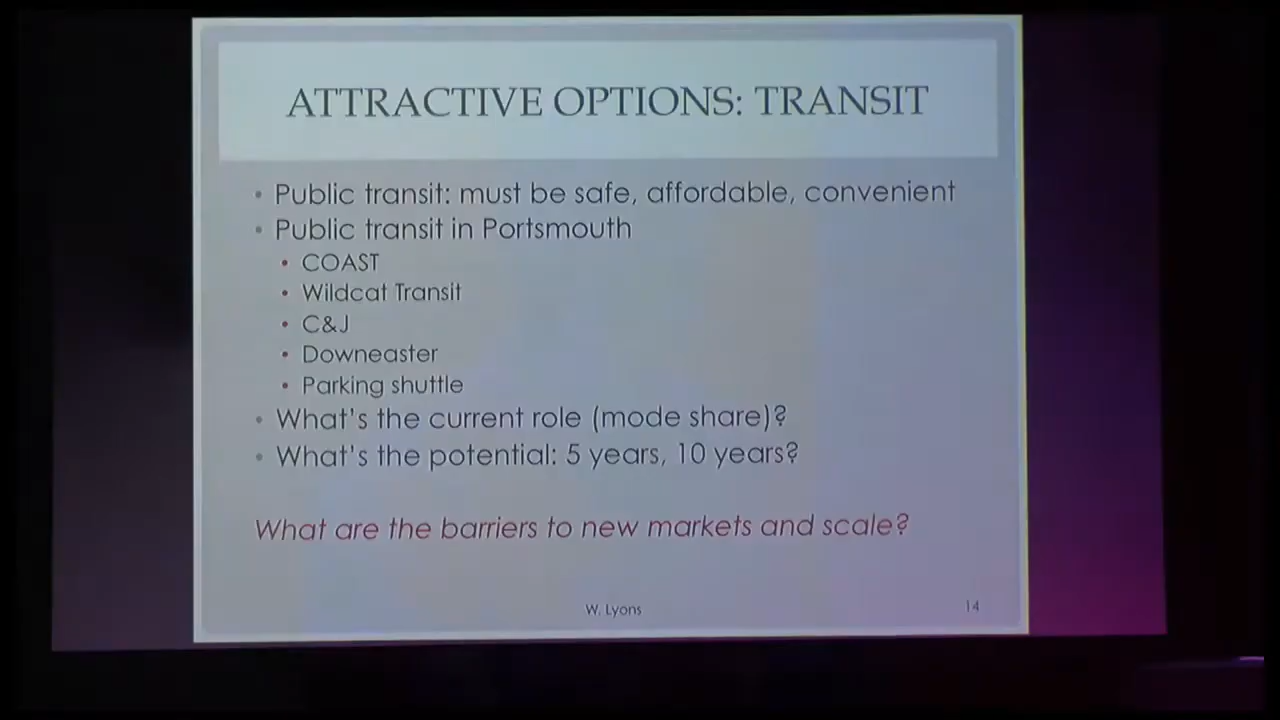 ATTRACTIVE OPTIONS: TRANSIT
• Public transit: must be safe, affordable, convenient
• Public transit in Portsmouth
• COAST
• Wildcat Transit
• C&J
• Downeaster
• Parking shuttle
• What's the current role (mode share)?
• What's the potential: 5 years, 10 years?
What are the barriers to new markets and scale?
W. Lyons
14